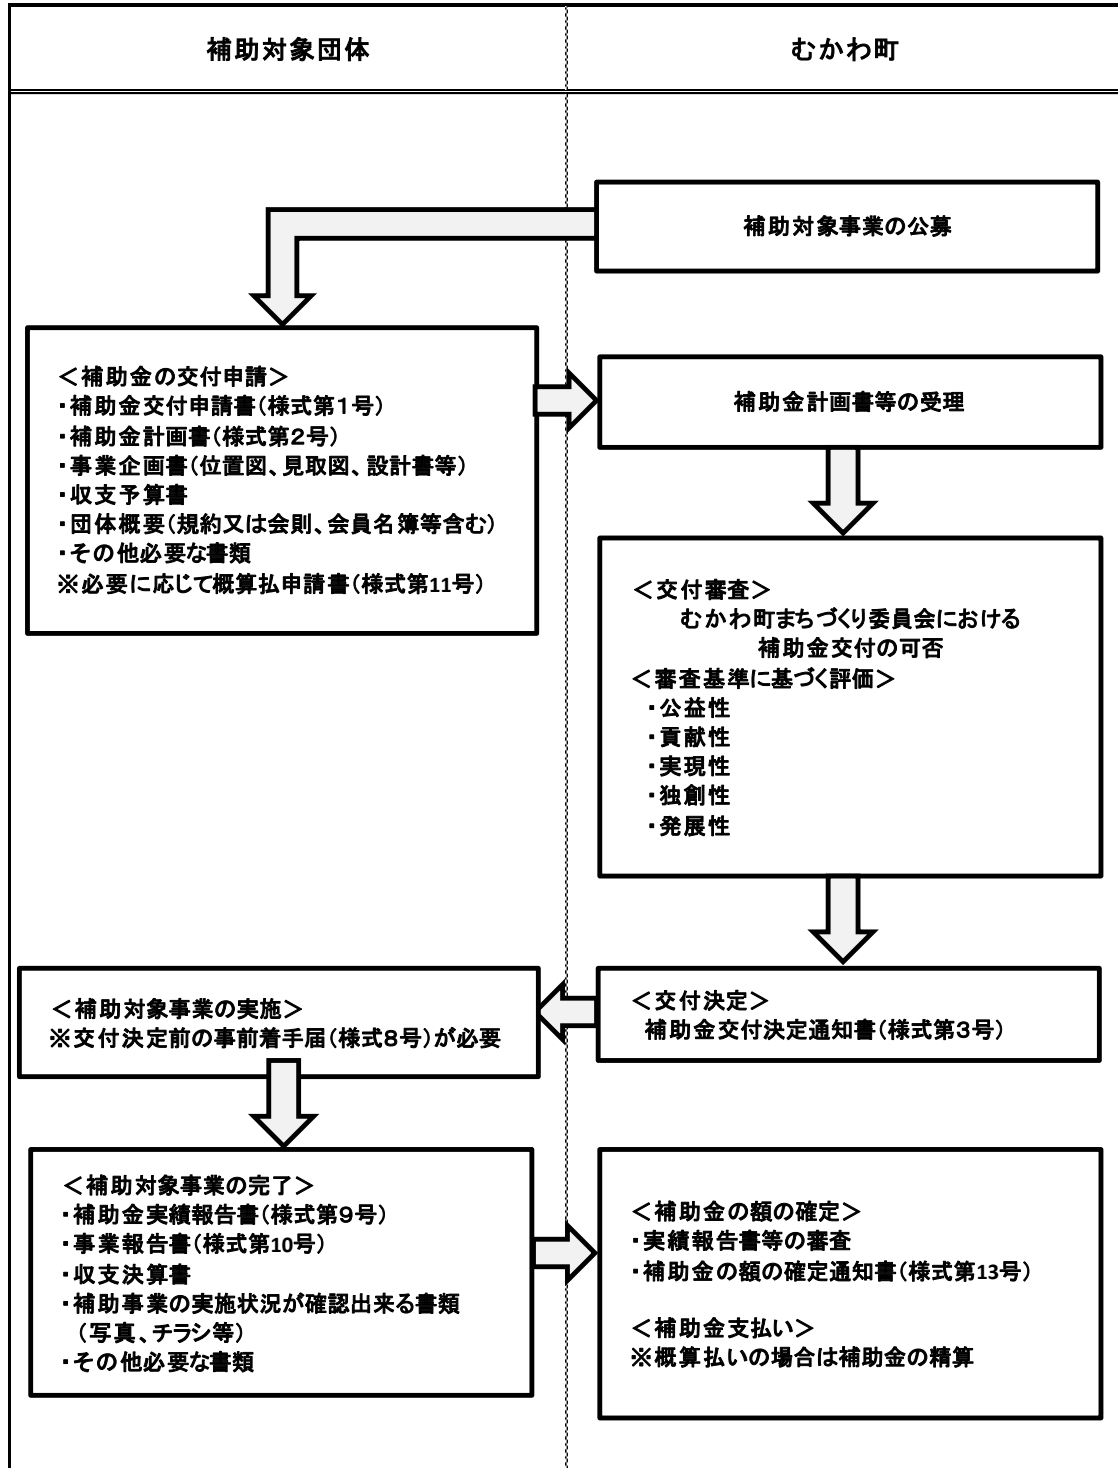 補助対象団体
むかわ町
補助対象事業の公募
＜補助金の交付申請＞
・補助金交付申請書(様式第１号)
・補助金計画書(様式第２号)
・事業企画書(位置図、見取図、設計書等)
・収支予算書
・団体概要(規約又は会則、会員名簿等含む)
・その他必要な書類
※必要に応じて概算払申請書(様式第11号)
補助金計画書等の受理
＜交付審査＞
むかわ町まちづくり委員会における
補助金交付の可否
＜審査基準に基づく評価＞
・公益性
・貢献性
・実現性
・独創性
・発展性
＜交付決定＞
補助金交付決定通知書(様式第３号)
＜補助対象事業の実施＞
※交付決定前の事前着手届(様式８号)が必要
＜補助対象事業の完了＞
・補助金実績報告書(様式第９号)
・事業報告書(様式第10号)
・収支決算書
・補助事業の実施状況が確認出来る書類
（写真、チラシ等)
・その他必要な書類
＜補助金の額の確定＞
・実績報告書等の審査
・補助金の額の確定通知書(様式第13号)
＜補助金支払い＞
※概算払いの場合は補助金の精算